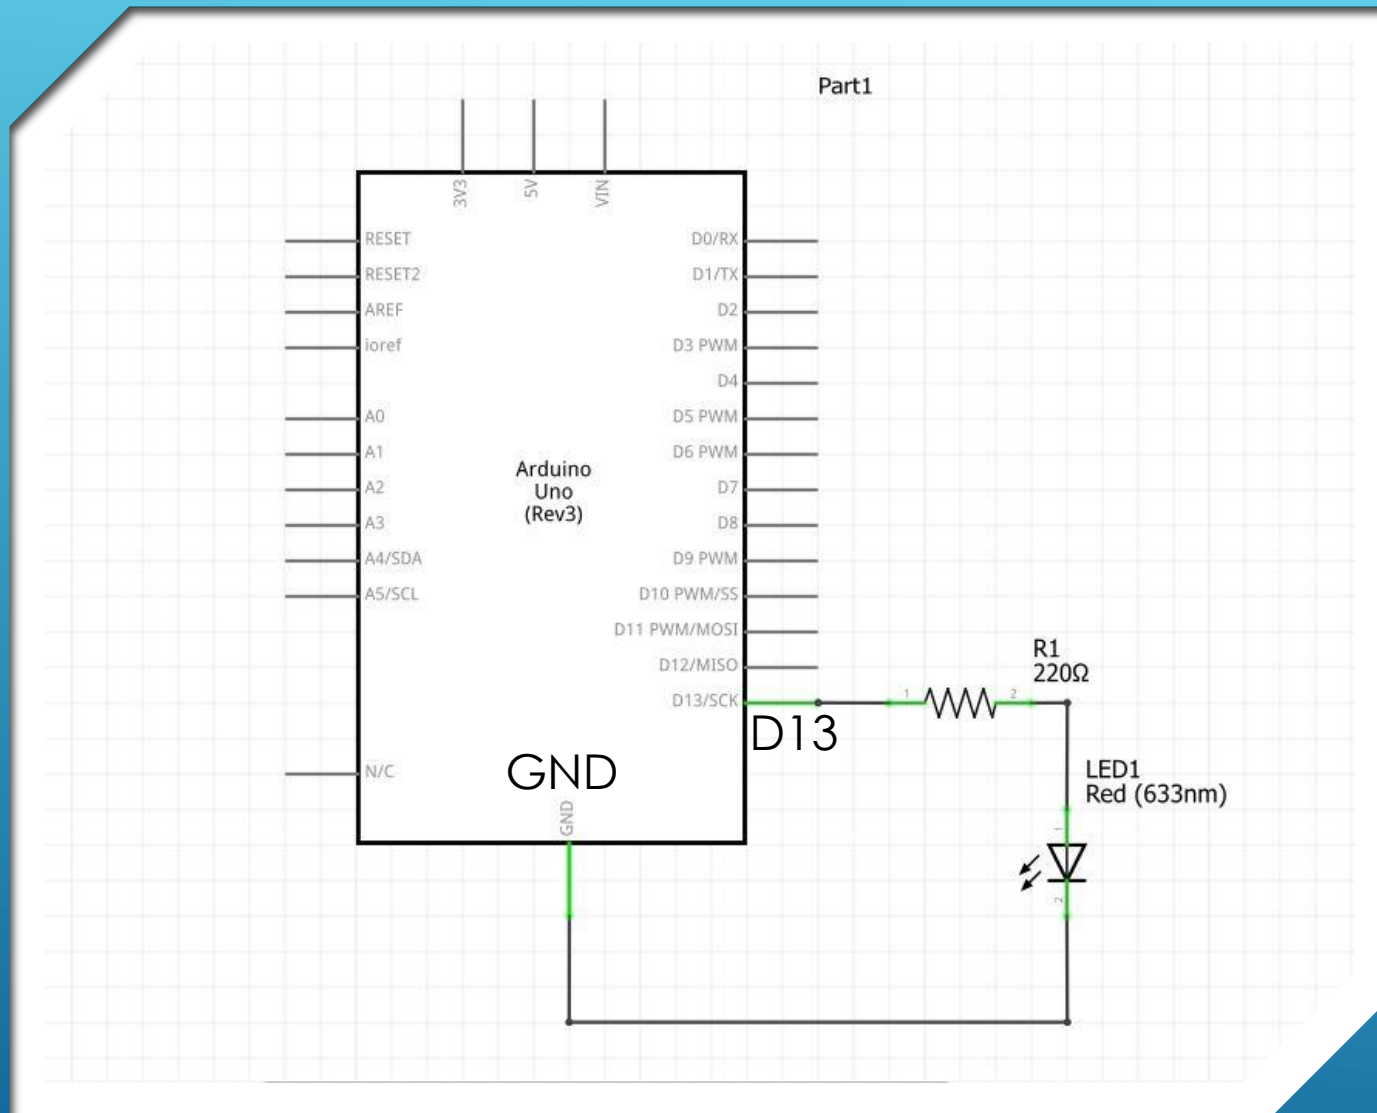 Part1
3V3
5V
VIN
RESET
RESET2
AREF
ioref
A0
A1
A2
A3
A4/SDA
A5/SCL
N/C
Arduino
Uno
(Rev3)
D0/RX
D1/TX
D2
D3 PWM
D4
D5 PWM
D6 PWM
D7
D8
D9 PWM
D10 PWM/SS
D11 PWM/MOSI
D12/MISO
D13/SCK
D13
GND
GND
R1
220Ω
1
2
LED1
Red (633nm)
1
2